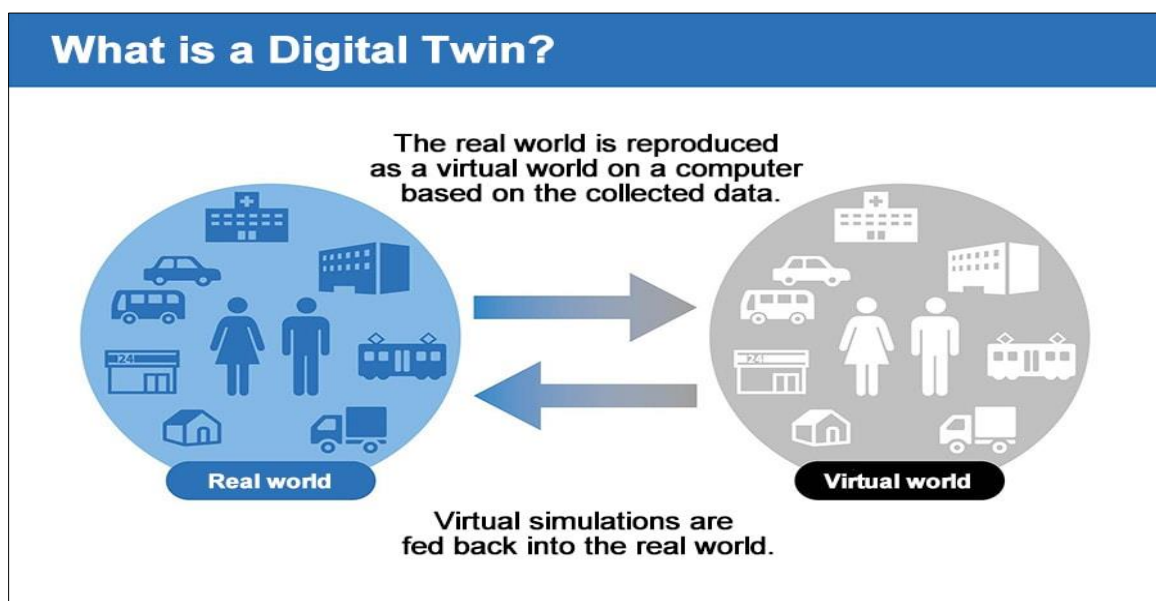 What is a Digital Twin?
The real world is reproduced
as a virtual world on a computer
based on the collected data.
24
24
Real world
Virtual world
Virtual simulations are
fed back into the real world.